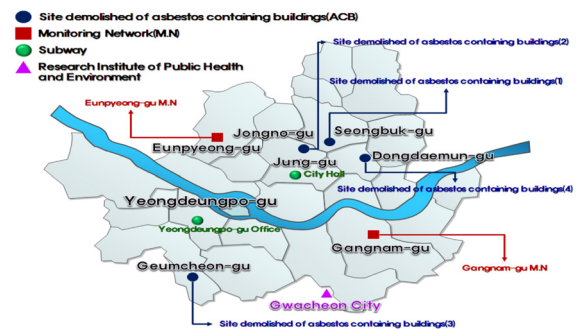 Site demolished of asbestos containing buildings(ACB)
Monitoring Network(M.N)
Subway
Research Institute of Public Health
and Environment
Site demolished of asbestos containing buildings(2)
Site demolished of asbestos containing buildings(1)
Eunpyeong-gu M.N
Jongno-gu
Seongbuk-gu
Eunpyeong-gu
Jung-gu
Dongdaemun-gu
City Hall
Site demolished of asbestos containing buildings(4)
Yeongdeungpo-gu
Yeongdeungpo-gu Office
Gangnam-gu
Geumcheon-gu
Gangnam-gu M.N
Gwacheon City
Site demolished of asbestos containing buildings(3)